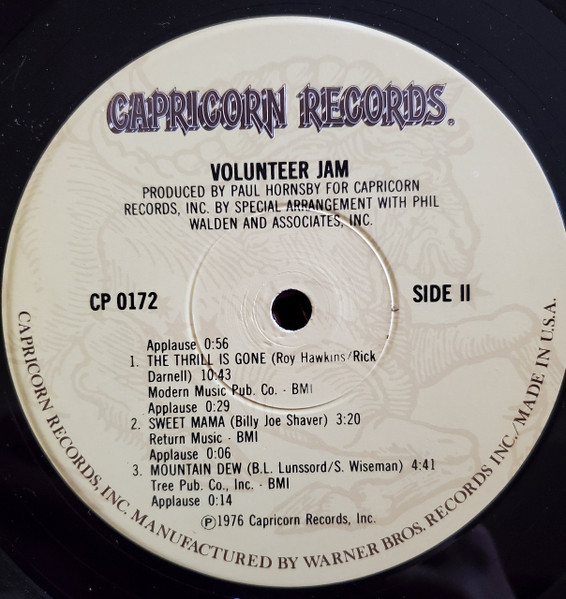 CAPRICORN RECORDS®
VOLUNTEER JAM
PRODUCED BY PAUL HORNSBY FOR CAPRICORN
RECORDS, INC. BY SPECIAL ARRANGEMENT WITH PHIL
WALDEN AND ASSOCIATES, INC.
CP 0172
SIDE II
Applause 0:56
1. THE THRILL IS GONE (Roy Hawkins/Rick
Darnell) 10:43
Modern Music Pub. Co. - BMI
Applause 0:29
2. SWEET MAMA (Billy Joe Shaver) 3:20
Return Music - BMI
Applause 0:06
3. MOUNTAIN DEW (B.L. Lunssord/S. Wiseman) 4:41
Tree Pub. Co., Inc. - BMI
Applause 0:14
℗1976 Capricorn Records, Inc.
CAPRICORN RECORDS, INC. MANUFACTURED BY WARNER BROS. RECORDS INC./MADE IN U.S.A.